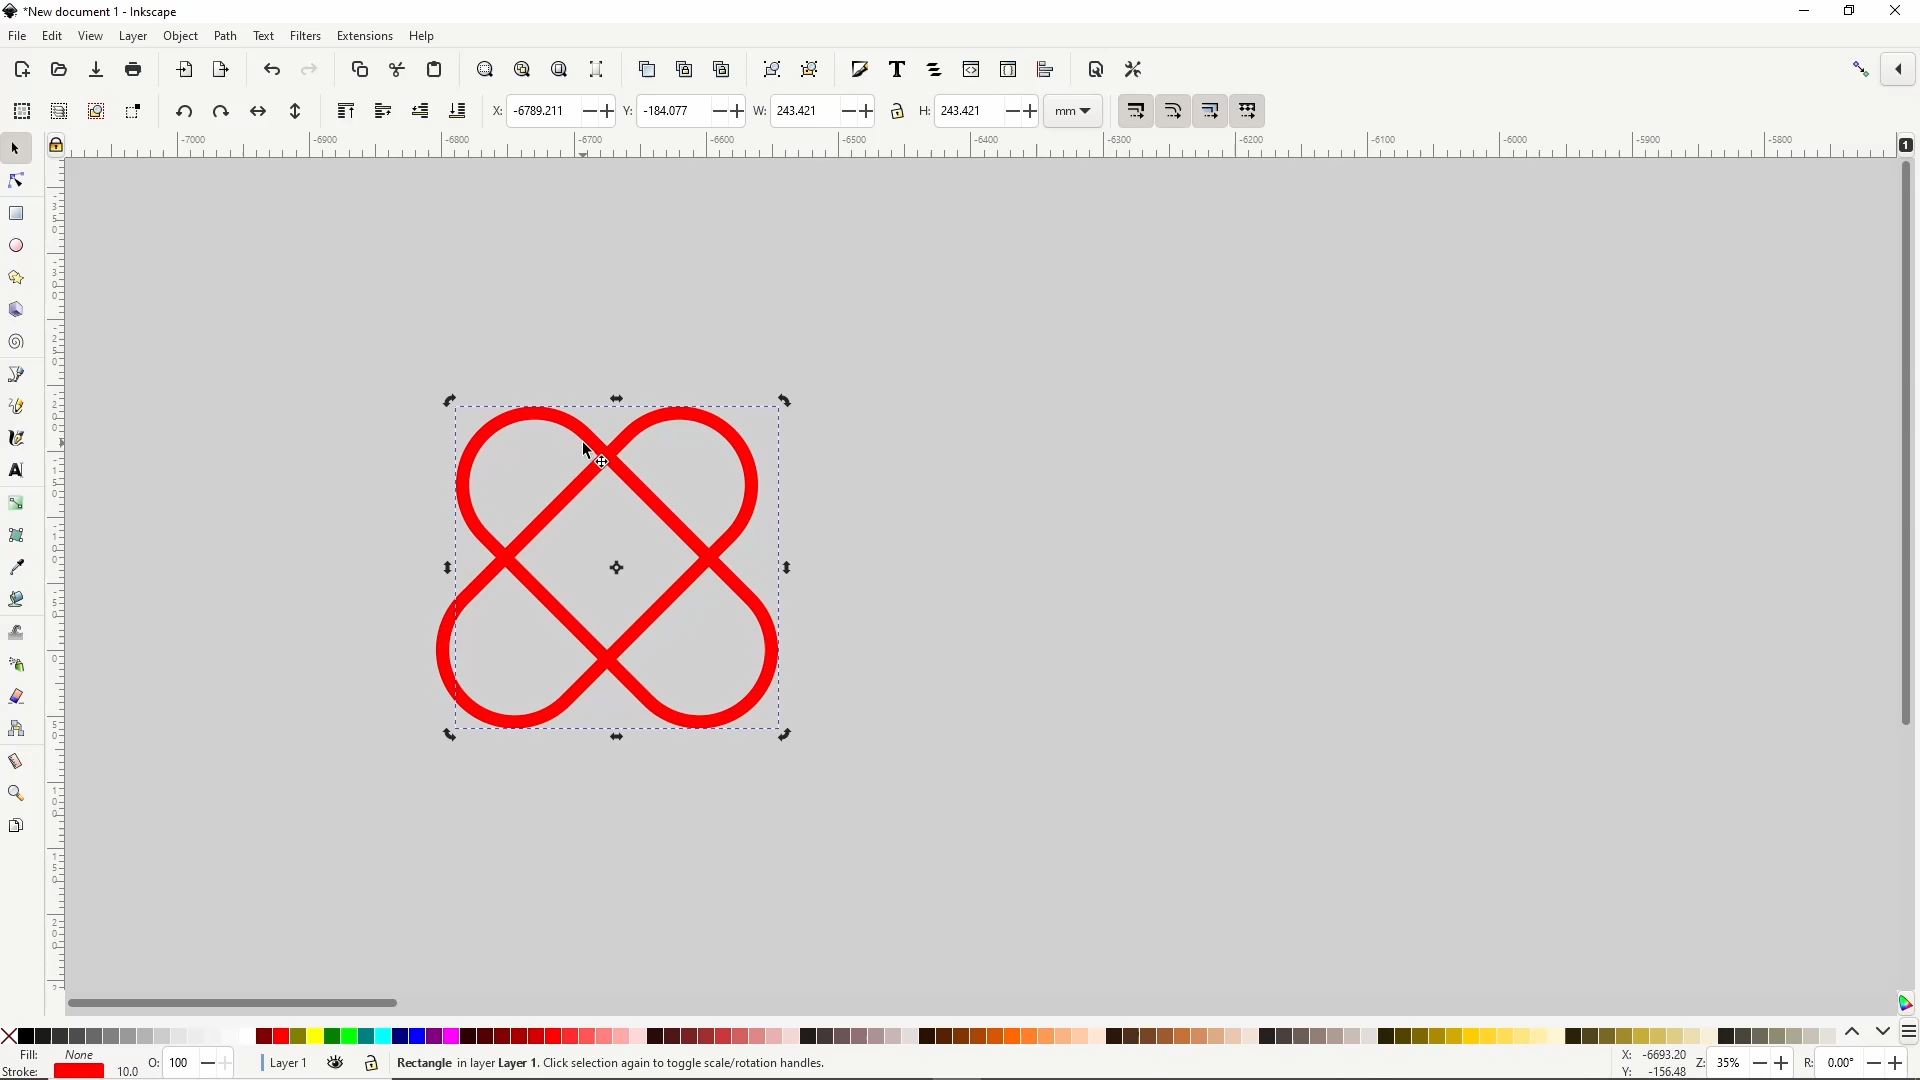 *New document 1 - Inkscape
File Edit View Layer Object Path Text Filters Extensions Help
X: -6789.211 Y: -184.077 W: 243.421 H: 243.421 mm
-7000 -6900 -6800 -6700 -6600 -6500 -6400 -6300 -6200 -6100 -6000 -5900 -5800
1
Fill: None
Stroke: 10.0
O: 100
Layer 1
Rectangle in layer Layer 1. Click selection again to toggle scale/rotation handles.
X: -6693.20
Y: -156.48
Z: 35%
R: 0.00°